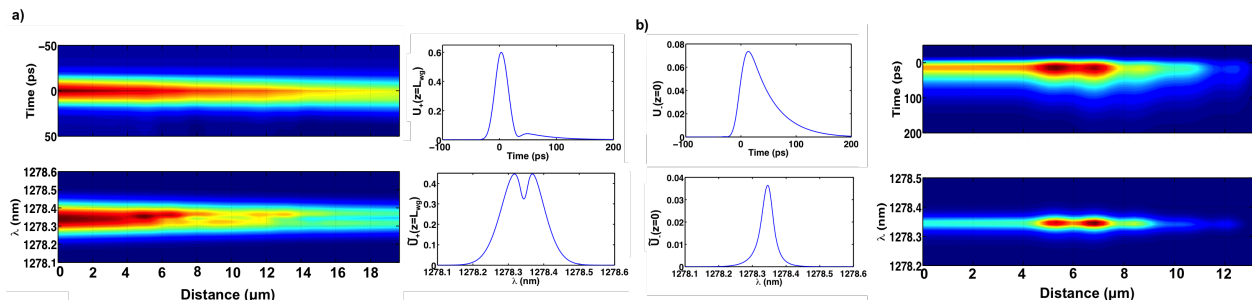 a)
-50
0
50
Time (ps)
0.6
0.4
0.2
0
U+(z=Lwg)
-100
0
100
200
Time (ps)
1278.6
1278.5
1278.4
1278.3
1278.2
1278.1
λ (nm)
0 2 4 6 8 10 12 14 16 18
Distance (μm)
0.4
0.3
0.2
0.1
0
Ũ+(z=Lwg)
1278.1 1278.2 1278.3 1278.4 1278.5 1278.6
λ (nm)
b)
0.08
0.06
0.04
0.02
0
U-(z=0)
-100
0
100
200
Time (ps)
0
100
200
Time (ps)
0.04
0.03
0.02
0.01
0
Ũ-(z=0)
1278.1 1278.2 1278.3 1278.4 1278.5 1278.6
λ (nm)
1278.5
1278.4
1278.3
1278.2
λ (nm)
0 2 4 6 8 10 12
Distance (μm)